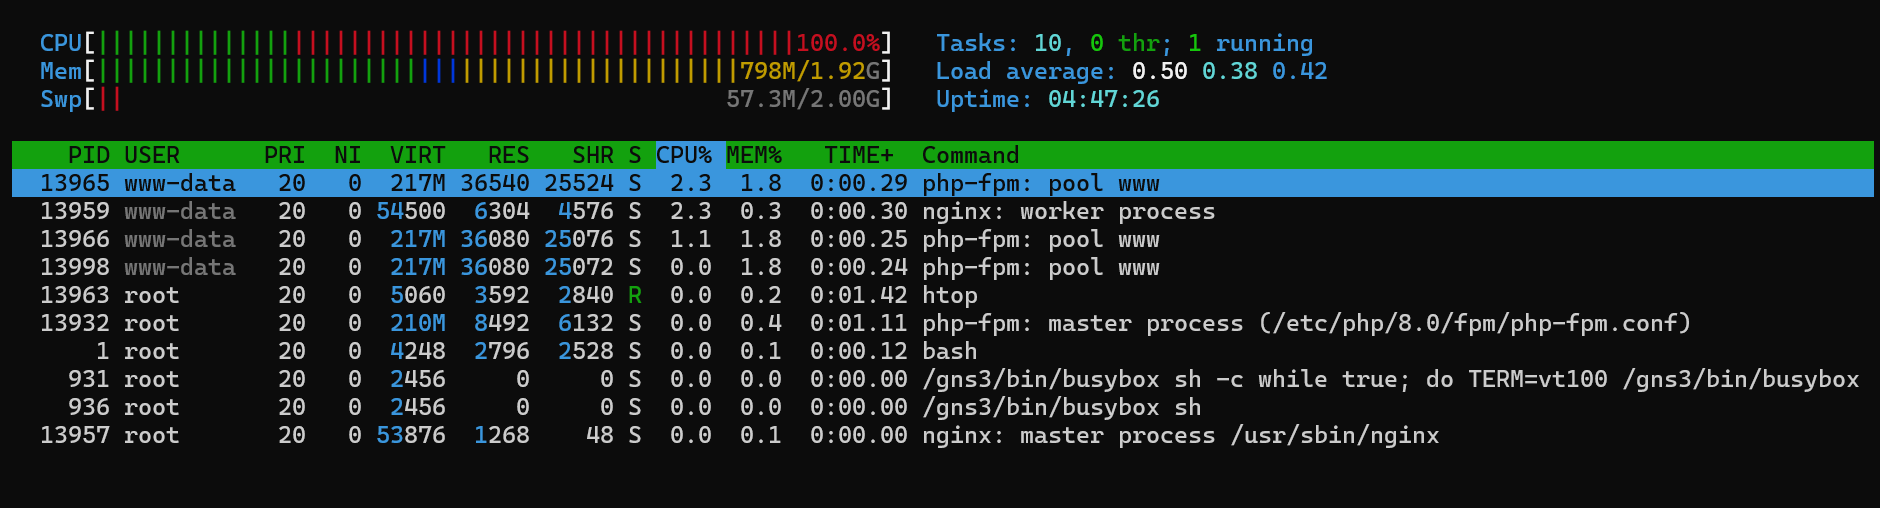 CPU[||||||||||||||||||||||||||||||||||||||||||||||||||100.0%] Tasks: 10, 0 thr; 1 running
Mem[||||||||||||||||||||||||||||||||||||||||||||||798M/1.92G] Load average: 0.50 0.38 0.42
Swp[|| 57.3M/2.00G] Uptime: 04:47:26
PID USER PRI NI VIRT RES SHR S CPU% MEM% TIME+ Command
13965 www-data 20 0 217M 36540 25524 S 2.3 1.8 0:00.29 php-fpm: pool www
13959 www-data 20 0 54500 6304 4576 S 2.3 0.3 0:00.30 nginx: worker process
13966 www-data 20 0 217M 36080 25076 S 1.1 1.8 0:00.25 php-fpm: pool www
13998 www-data 20 0 217M 36080 25072 S 0.0 1.8 0:00.24 php-fpm: pool www
13963 root 20 0 5060 3592 2840 R 0.0 0.2 0:01.42 htop
13932 root 20 0 210M 8492 6132 S 0.0 0.4 0:01.11 php-fpm: master process (/etc/php/8.0/fpm/php-fpm.conf)
1 root 20 0 4248 2796 2528 S 0.0 0.1 0:00.12 bash
931 root 20 0 2456 0 0 S 0.0 0.0 0:00.00 /gns3/bin/busybox sh -c while true; do TERM=vt100 /gns3/bin/busybox
936 root 20 0 2456 0 0 S 0.0 0.0 0:00.00 /gns3/bin/busybox sh
13957 root 20 0 53876 1268 48 S 0.0 0.1 0:00.00 nginx: master process /usr/sbin/nginx